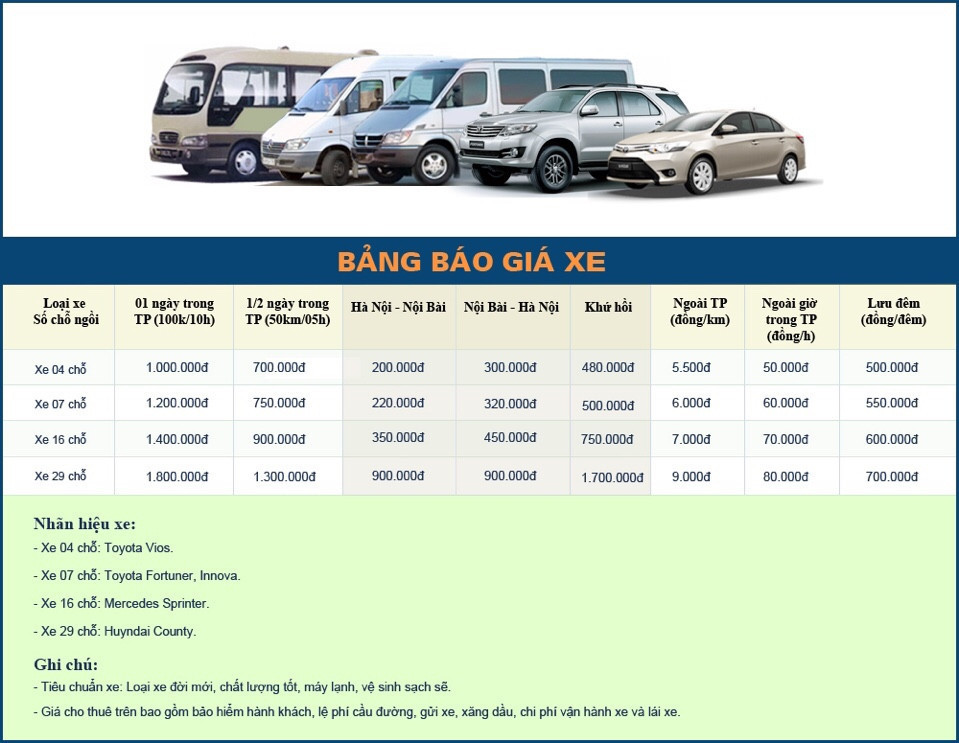 BẢNG BÁO GIÁ XE
Loại xe
Số chỗ ngồi
01 ngày trong
TP (100k/10h)
1/2 ngày trong
TP (50km/05h)
Hà Nội - Nội Bài
Nội Bài - Hà Nội
Khứ hồi
Ngoài TP
(đồng/km)
Ngoài giờ
trong TP
(đồng/h)
Lưu đêm
(đồng/đêm)
Xe 04 chỗ 1.000.000đ 700.000đ 200.000đ 300.000đ 480.000đ 5.500đ 50.000đ 500.000đ
Xe 07 chỗ 1.200.000đ 750.000đ 220.000đ 320.000đ 500.000đ 6.000đ 60.000đ 550.000đ
Xe 16 chỗ 1.400.000đ 900.000đ 350.000đ 450.000đ 750.000đ 7.000đ 70.000đ 600.000đ
Xe 29 chỗ 1.800.000đ 1.300.000đ 900.000đ 900.000đ 1.700.000đ 9.000đ 80.000đ 700.000đ
Nhãn hiệu xe:
- Xe 04 chỗ: Toyota Vios.
- Xe 07 chỗ: Toyota Fortuner, Innova.
- Xe 16 chỗ: Mercedes Sprinter.
- Xe 29 chỗ: Huyndai County.
Ghi chú:
- Tiêu chuẩn xe: Loại xe đời mới, chất lượng tốt, máy lạnh, vệ sinh sạch sẽ.
- Giá cho thuê trên bao gồm bảo hiểm hành khách, lệ phí cầu đường, gửi xe, xăng dầu, chi phí vận hành xe và lái xe.